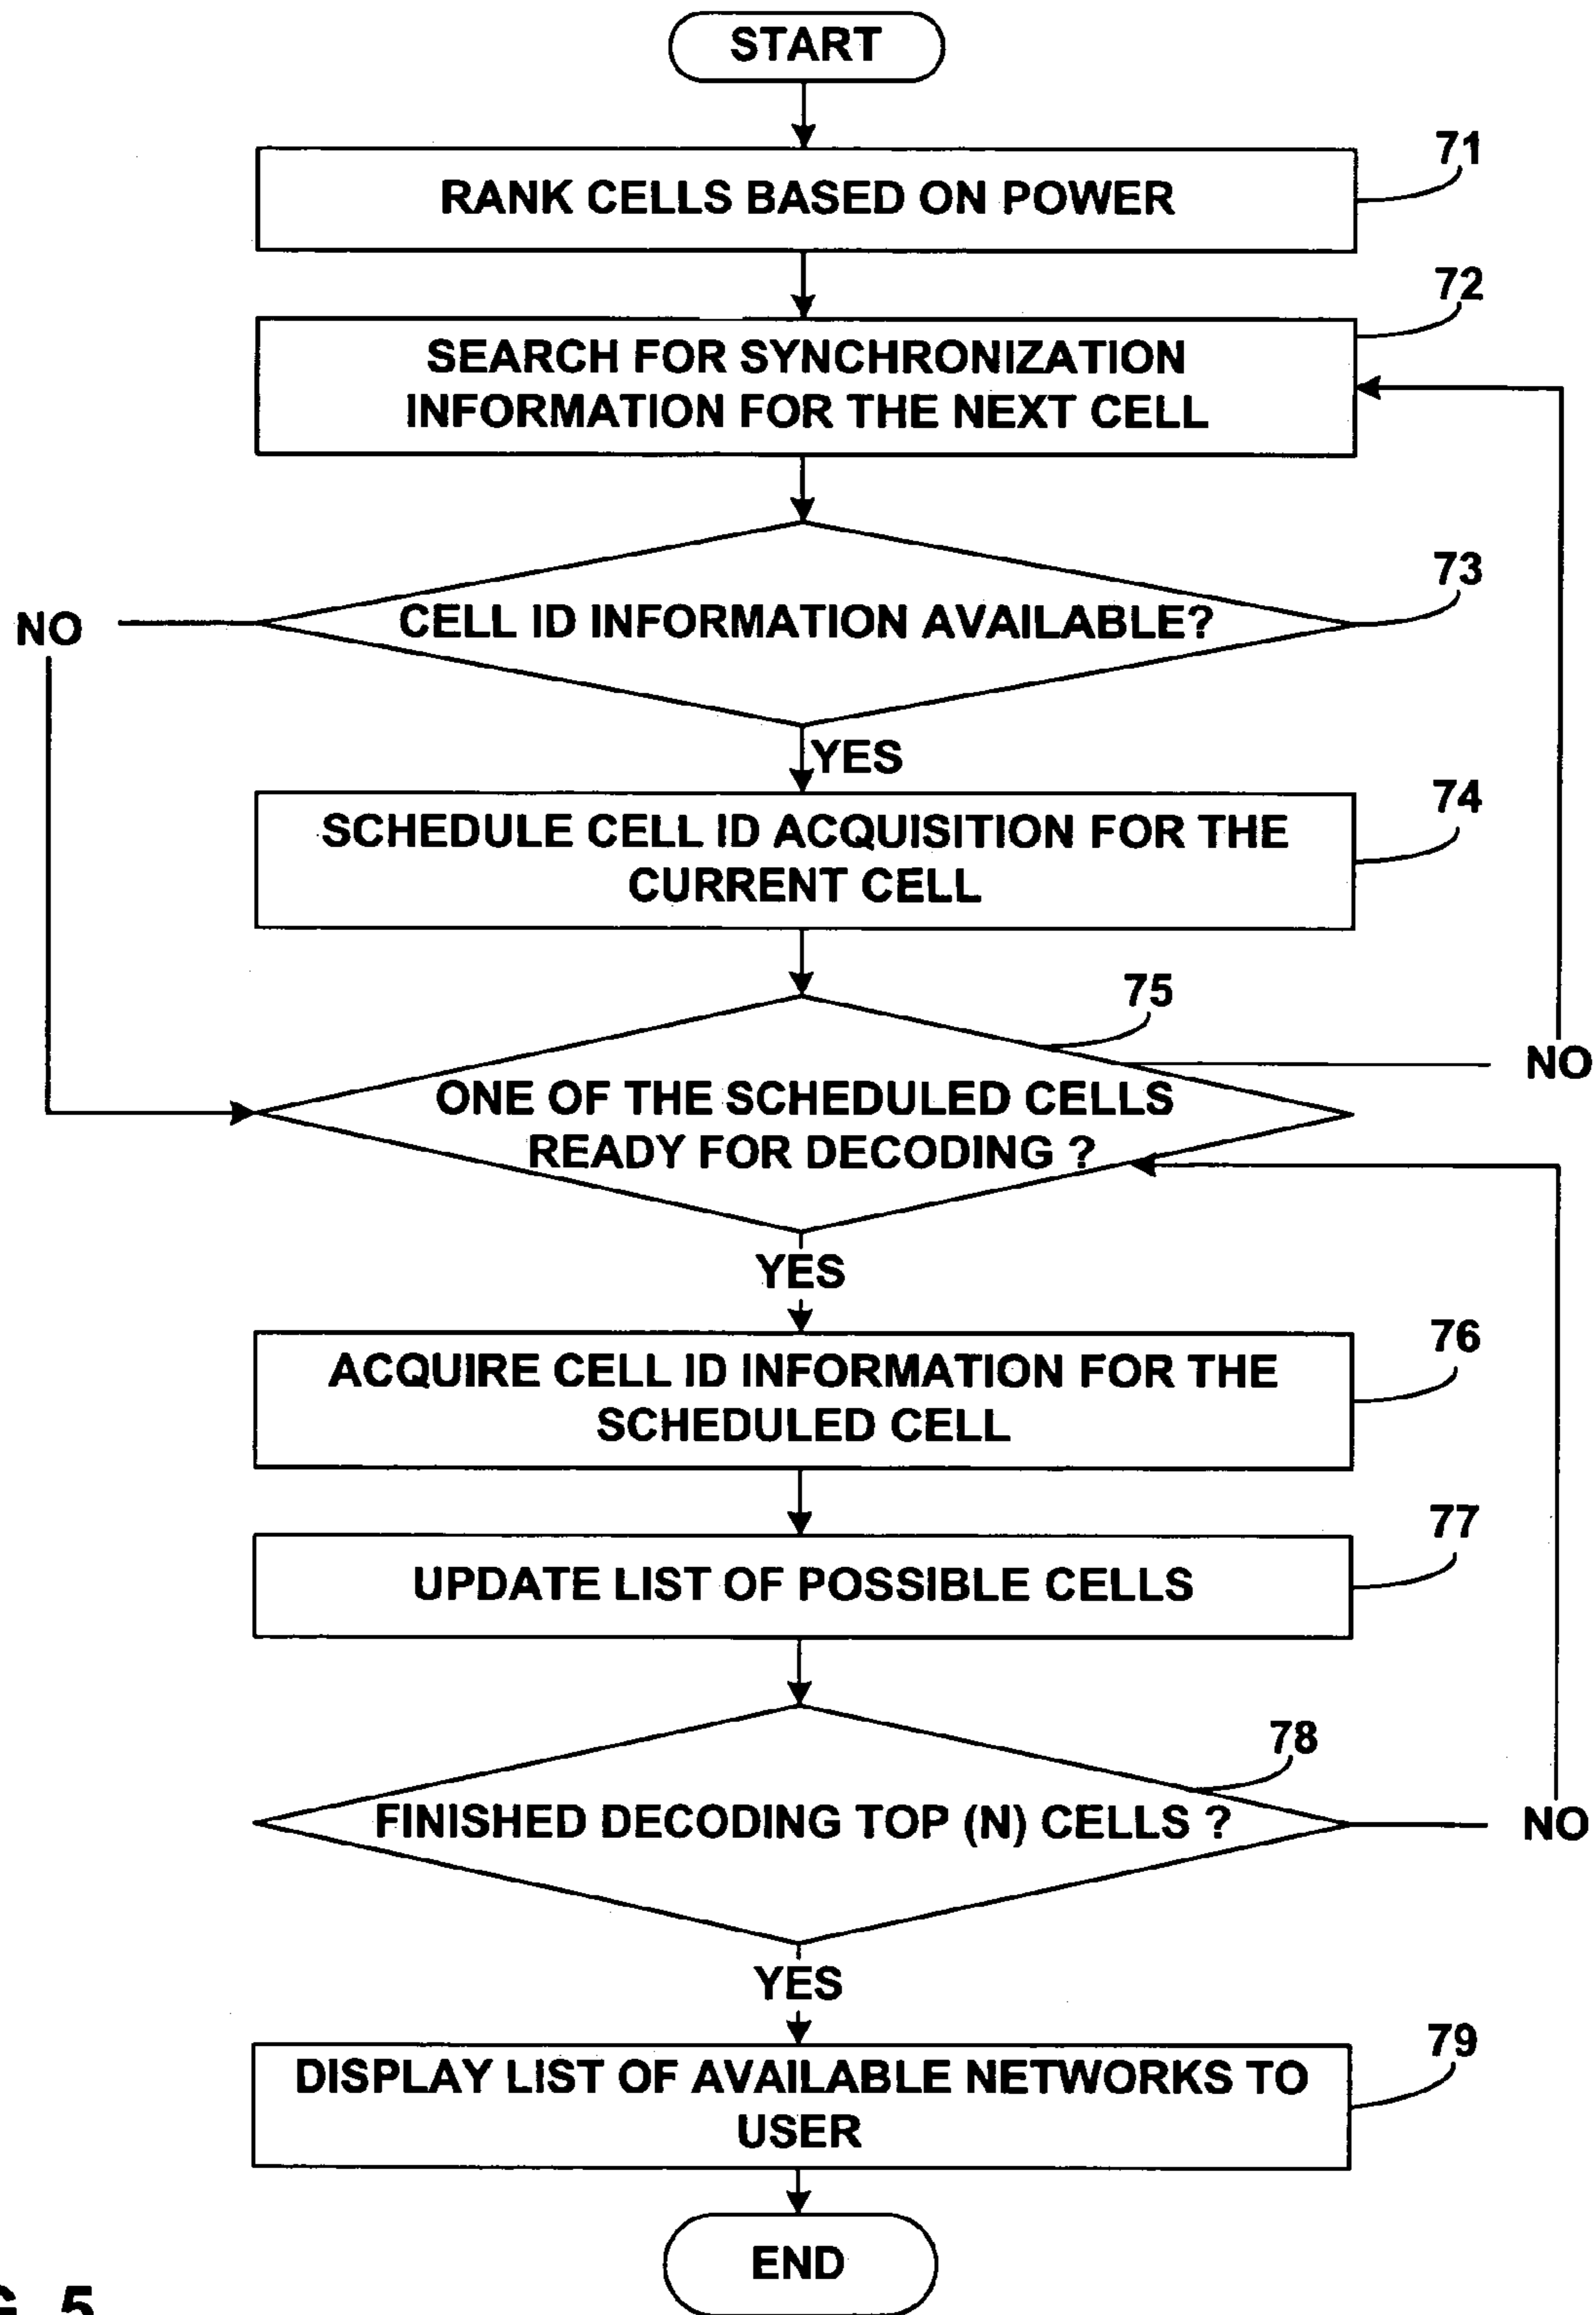 START
71
RANK CELLS BASED ON POWER
72
SEARCH FOR SYNCHRONIZATION
INFORMATION FOR THE NEXT CELL
73
NO
CELL ID INFORMATION AVAILABLE?
YES
74
SCHEDULE CELL ID ACQUISITION FOR THE
CURRENT CELL
75
NO
ONE OF THE SCHEDULED CELLS
READY FOR DECODING ?
YES
76
ACQUIRE CELL ID INFORMATION FOR THE
SCHEDULED CELL
77
UPDATE LIST OF POSSIBLE CELLS
78
FINISHED DECODING TOP (N) CELLS ?
NO
YES
79
DISPLAY LIST OF AVAILABLE NETWORKS TO
USER
END
5